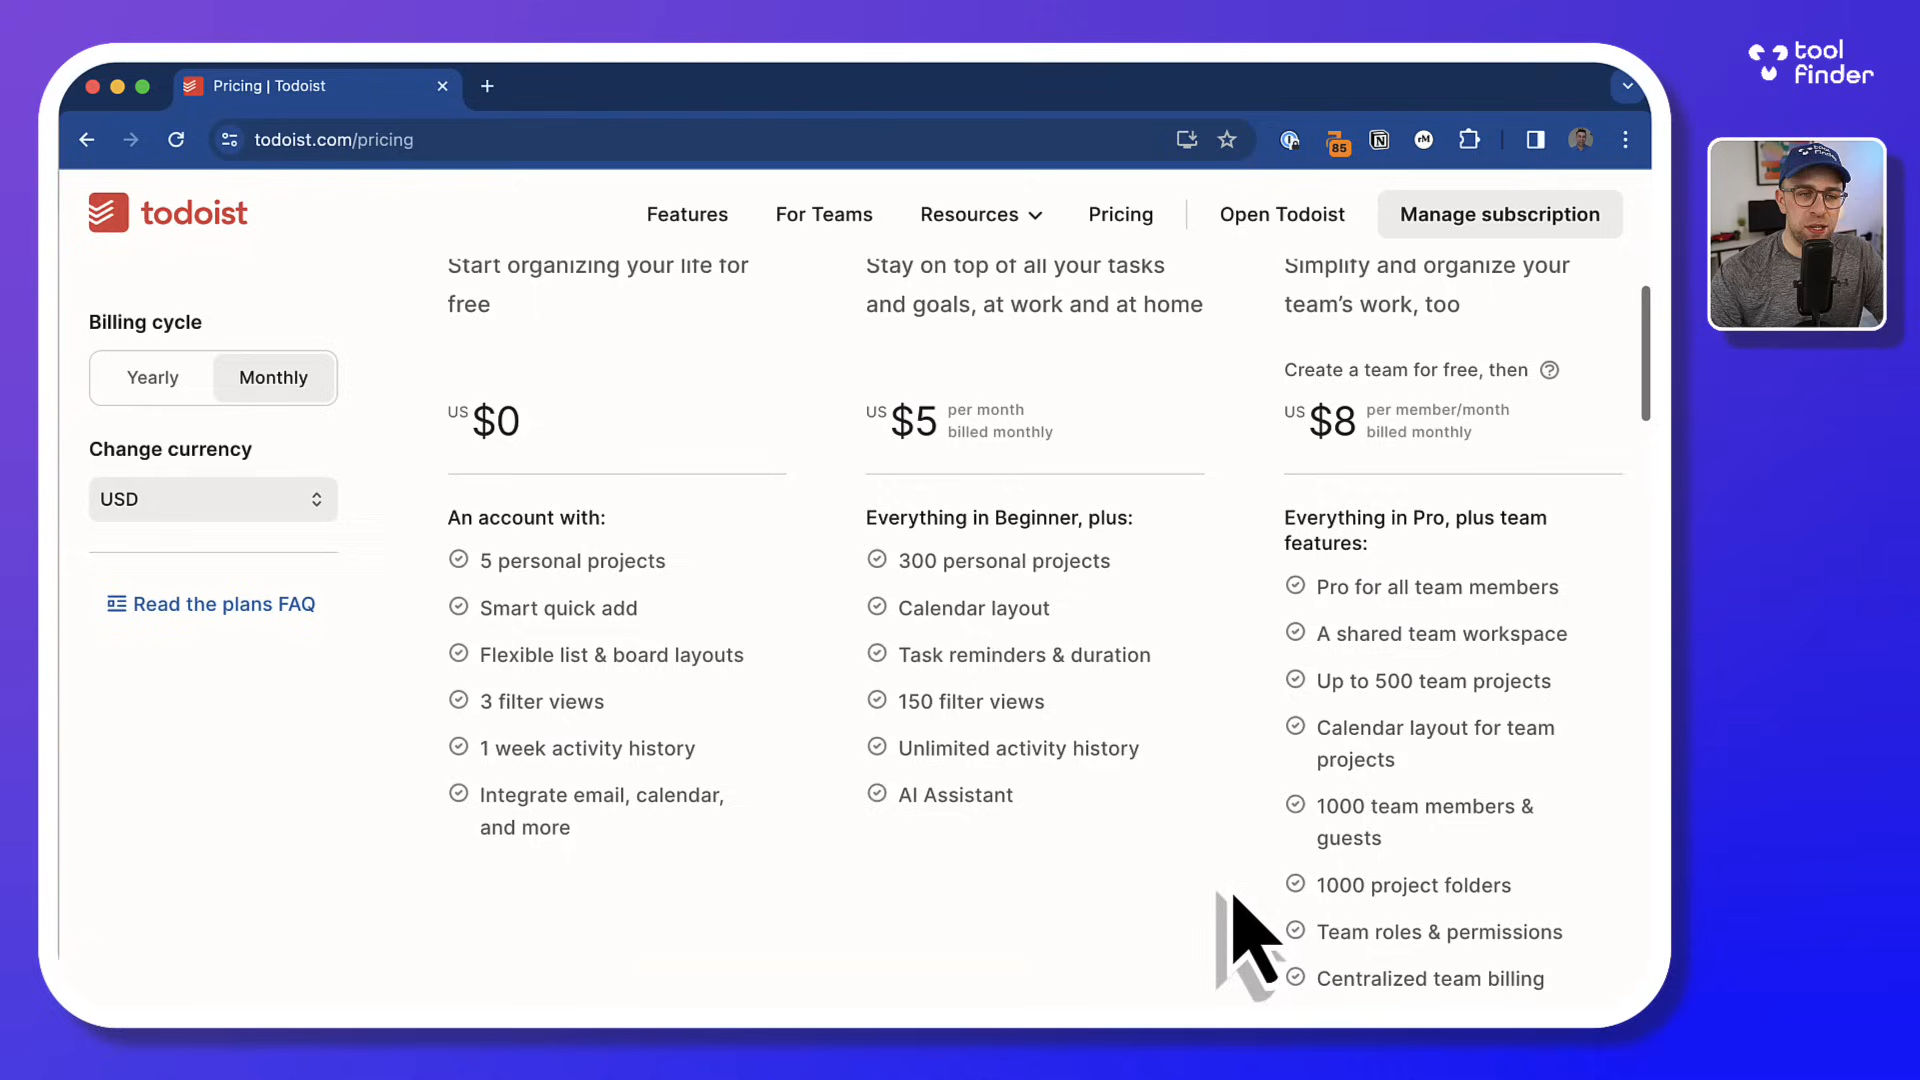 tool
finder
Pricing | Todoist
todoist.com/pricing
85
todoist
Features
For Teams
Resources
Pricing
Open Todoist
Manage subscription
Billing cycle
Yearly
Monthly
Change currency
USD
Read the plans FAQ
Start organizing your life for
free
US $0
An account with:
5 personal projects
Smart quick add
Flexible list & board layouts
3 filter views
1 week activity history
Integrate email, calendar,
and more
Stay on top of all your tasks
and goals, at work and at home
US $5 per month
billed monthly
Everything in Beginner, plus:
300 personal projects
Calendar layout
Task reminders & duration
150 filter views
Unlimited activity history
AI Assistant
Simplify and organize your
team's work, too
Create a team for free, then
US $8 per member/month
billed monthly
Everything in Pro, plus team
features:
Pro for all team members
A shared team workspace
Up to 500 team projects
Calendar layout for team
projects
1000 team members &
guests
1000 project folders
Team roles & permissions
Centralized team billing